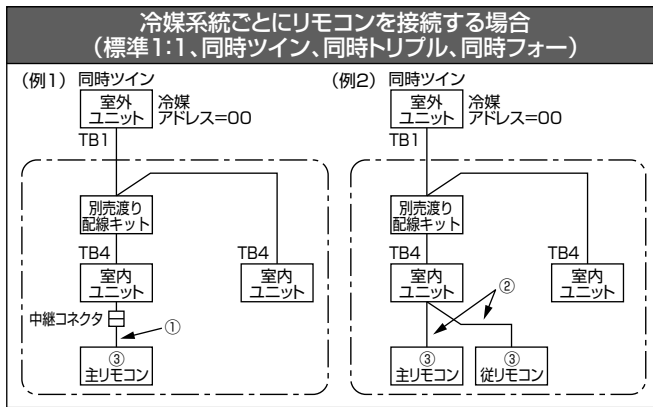 冷媒系統ごとにリモコンを接続する場合
（標準1:1、同時ツイン、同時トリプル、同時フォー）
（例1） 同時ツイン
室外
ユニット
冷媒
アドレス=00
TB1
別売渡り
配線キット
TB4
室内
ユニット
TB4
室内
ユニット
中継コネクタ
①
③
主リモコン
（例2） 同時ツイン
室外
ユニット
冷媒
アドレス=00
TB1
別売渡り
配線キット
TB4
室内
ユニット
TB4
室内
ユニット
②
③
主リモコン
③
従リモコン